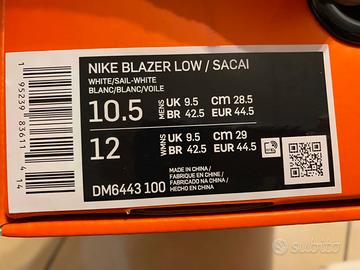 NIKE BLAZER LOW / SACAI
WHITE/SAIL-WHITE
BLANC/BLANC/VOILE
10.5 MENS UK 9.5 CM 28.5
BR 42.5 EUR 44.5
12 WMNS UK 9.5 CM 29
BR 42.5 EUR 44.5
MADE IN CHINA /
FABRIQUE EN CHINE /
FABRICADO NA CHINA /
HECHO EN CHINA
DM6443 100
1 95239 83611 4 14
subito